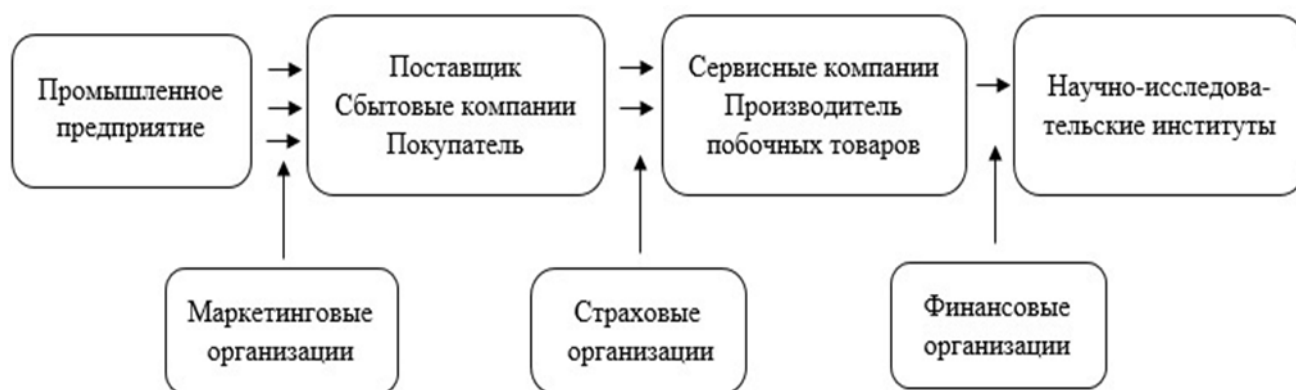 Промышленное
предприятие
Поставщик
Сбытовые компании
Покупатель
Сервисные компании
Производитель
побочных товаров
Научно-исследова-
тельские институты
Маркетинговые
организации
Страховые
организации
Финансовые
организации